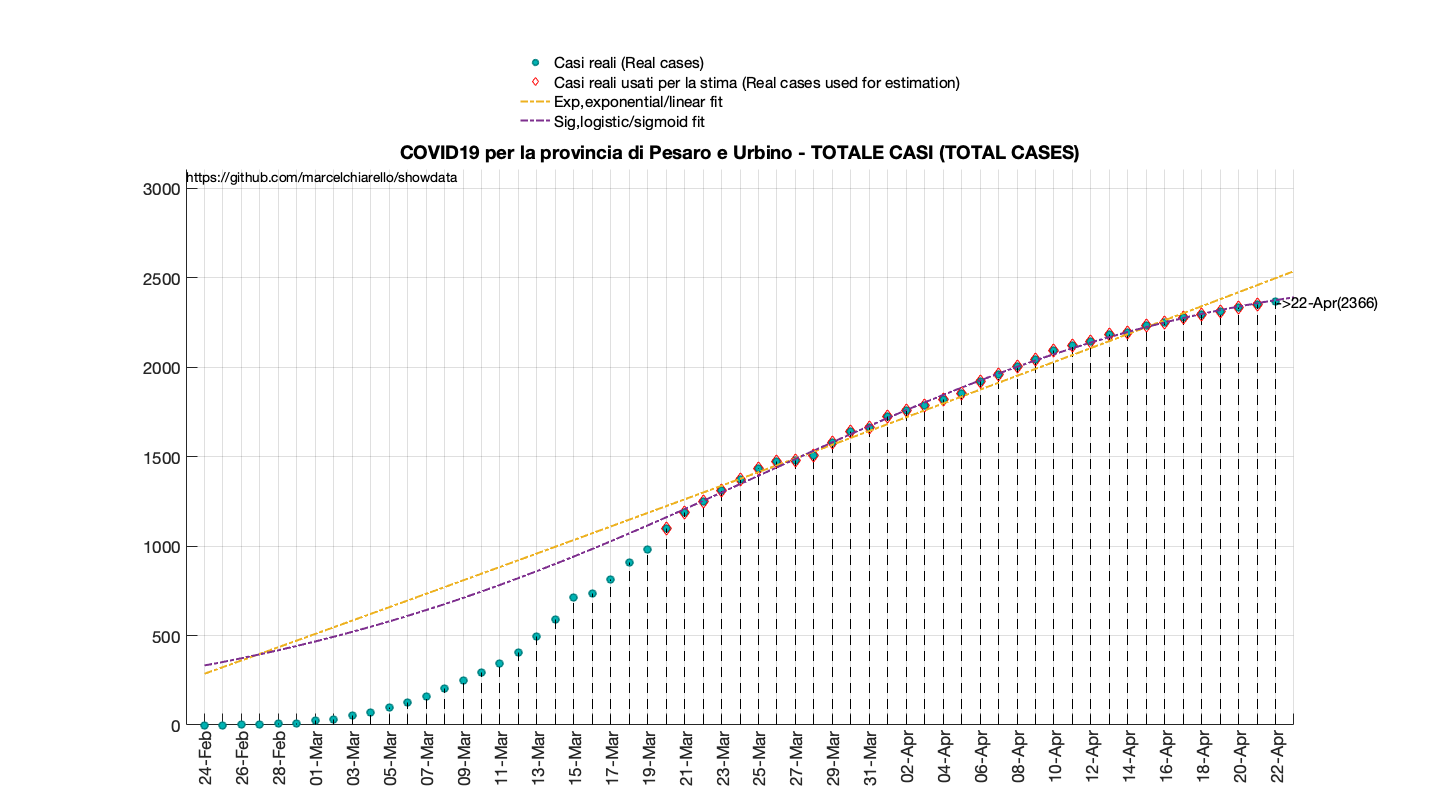 Casi reali (Real cases)
Casi reali usati per la stima (Real cases used for estimation)
Exp,exponential/linear fit
Sig,logistic/sigmoid fit
COVID19 per la provincia di Pesaro e Urbino - TOTALE CASI (TOTAL CASES)
https://github.com/marcelchiarello/showdata
3000
2500
2000
1500
1000
500
0
->22-Apr(2366)
24-Feb
26-Feb
28-Feb
01-Mar
03-Mar
05-Mar
07-Mar
09-Mar
11-Mar
13-Mar
15-Mar
17-Mar
19-Mar
21-Mar
23-Mar
25-Mar
27-Mar
29-Mar
31-Mar
02-Apr
04-Apr
06-Apr
08-Apr
10-Apr
12-Apr
14-Apr
16-Apr
18-Apr
20-Apr
22-Apr